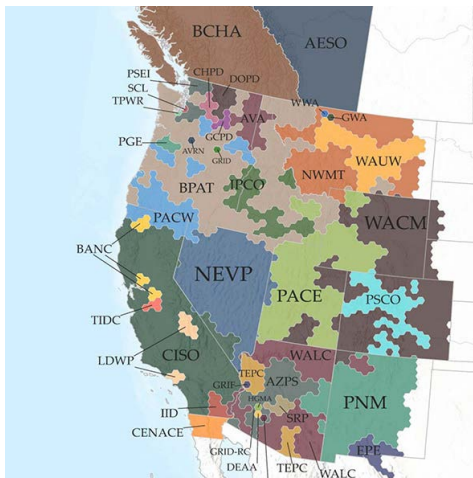 BCHA
AESO
PSEI
CHPD
DOPD
SCL
TPWR
AVA
WWA
GWA
GCPD
PGE
AVRN
GRID
WAUW
NWMT
BPAT
IPCO
PACW
WACM
BANC
NEVP
PACE
PSCO
TIDC
LDWP
CISO
WALC
TEPC
AZPS
GRIF
HGMA
PNM
IID
SRP
CENACE
EPE
GRID-RC
DEAA
TEPC
WALC